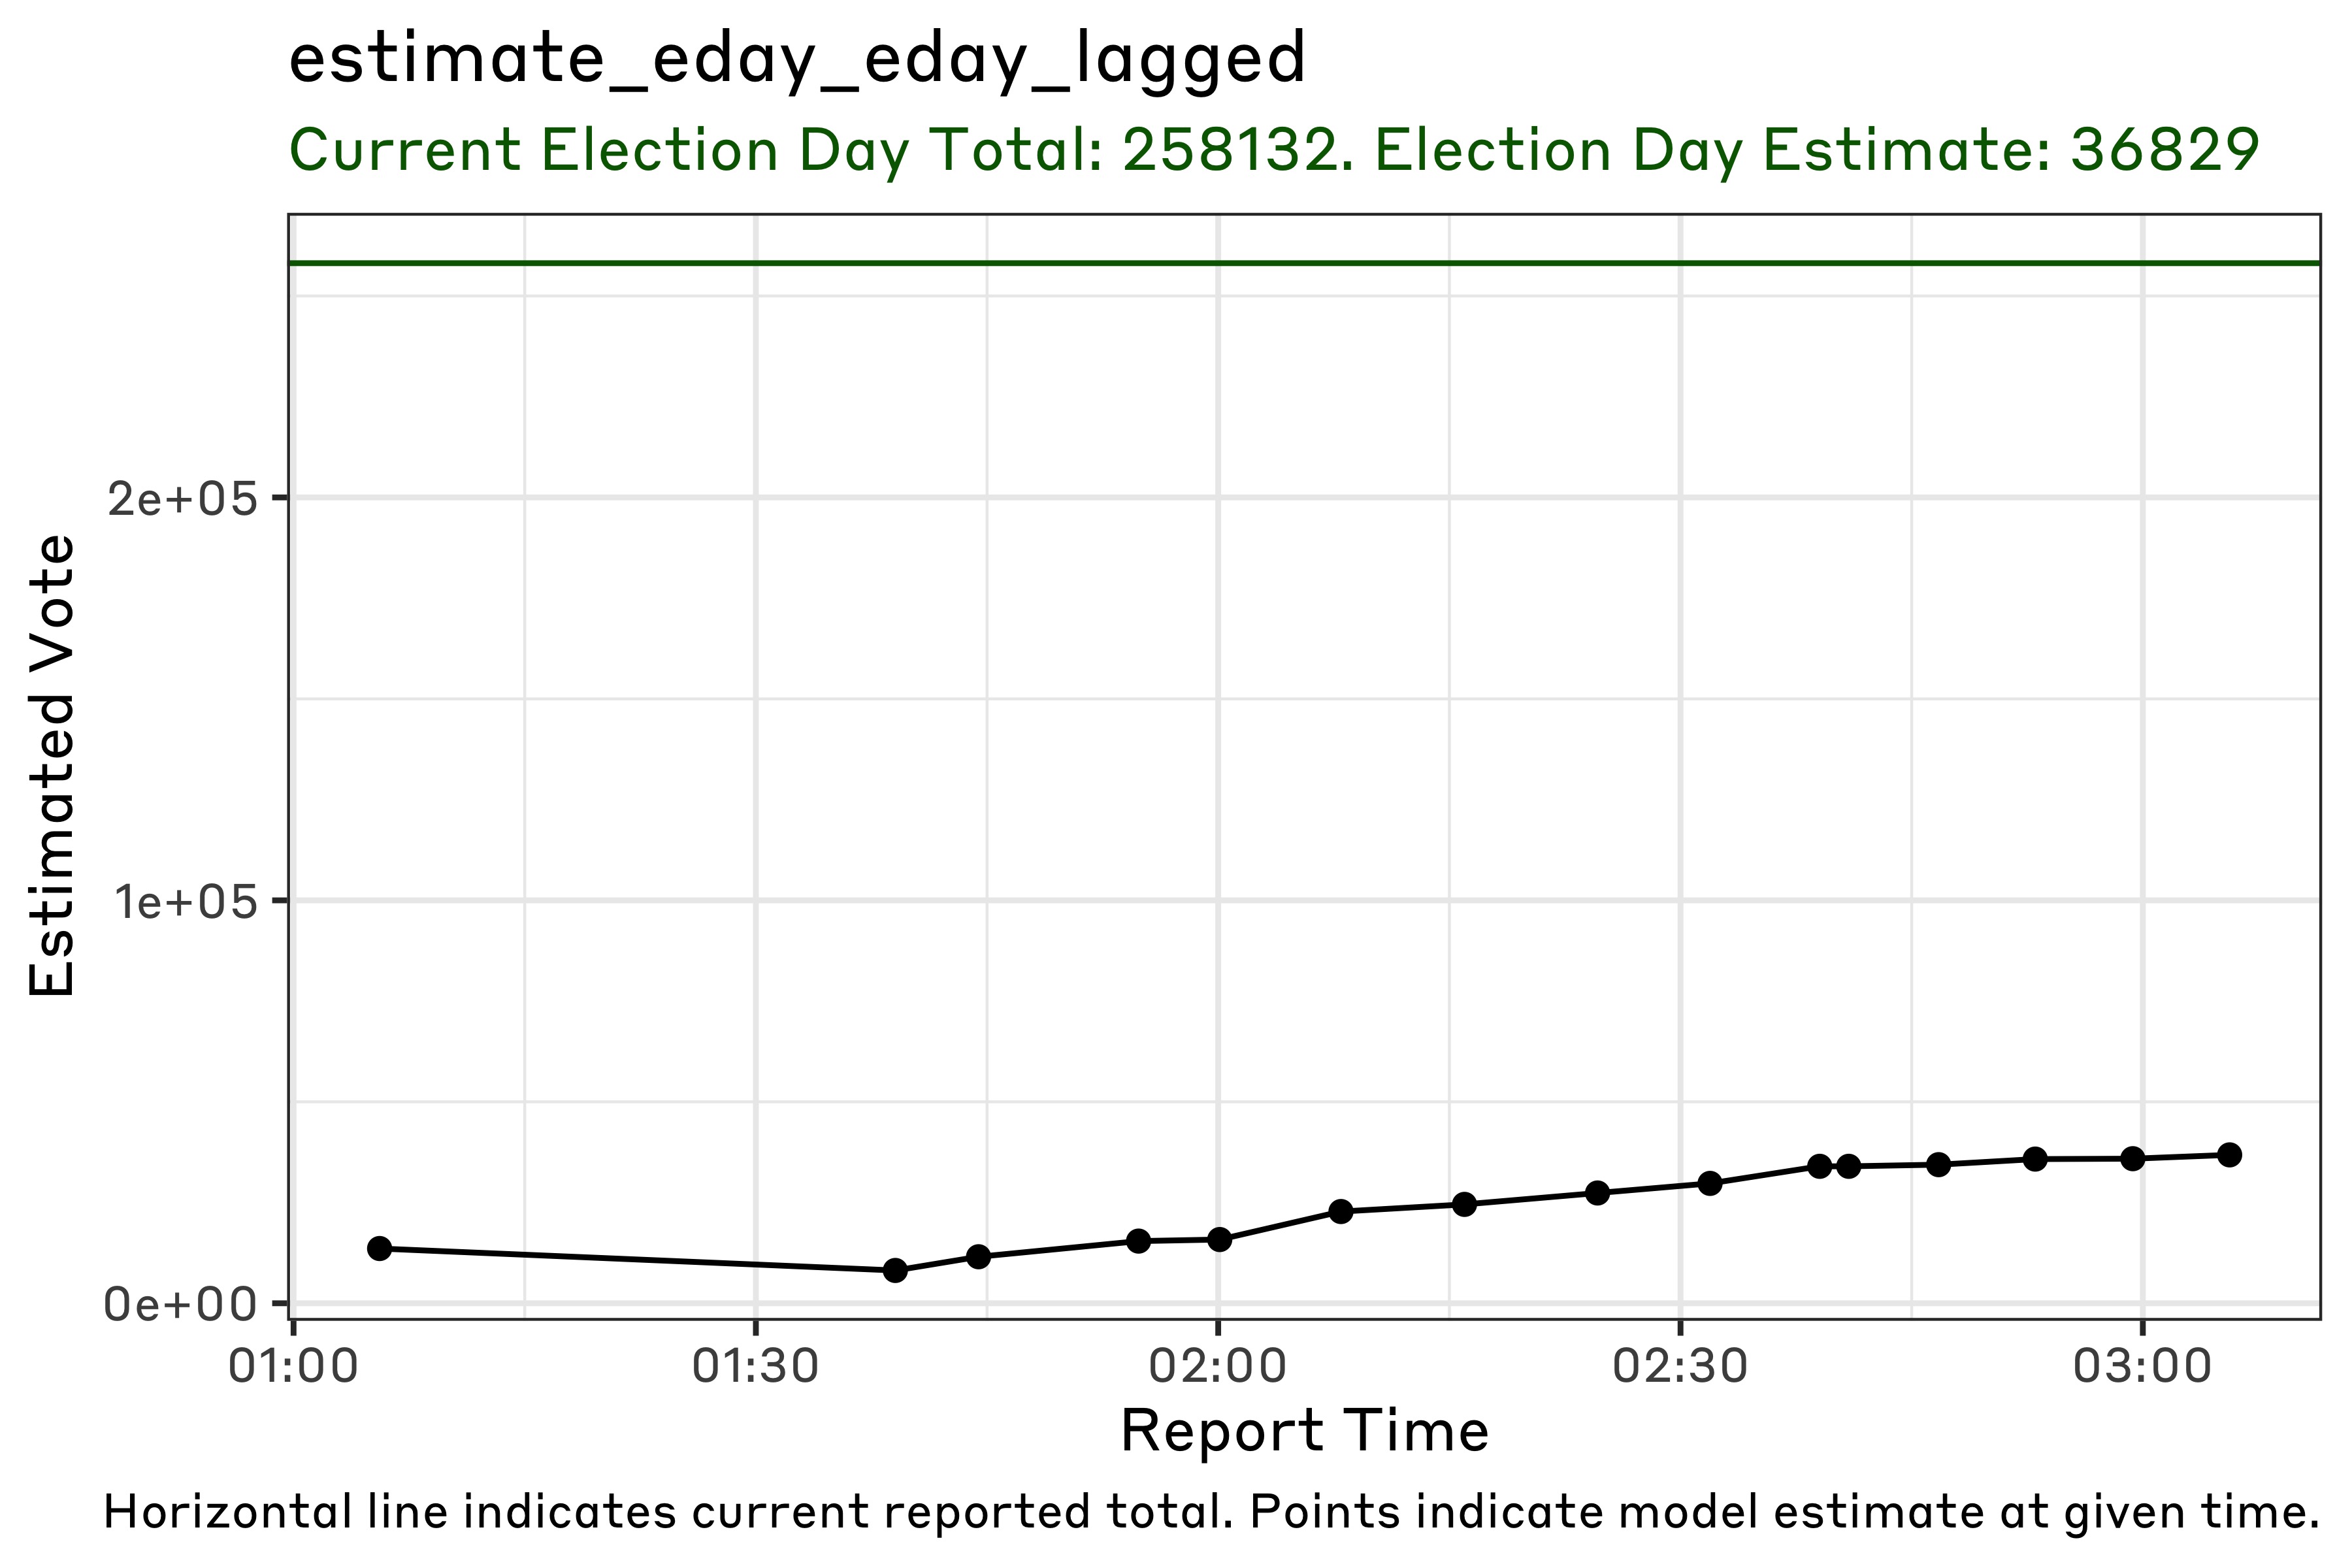 estimate_eday_eday_lagged
Current Election Day Total: 258132. Election Day Estimate: 36829
Estimated Vote
2e+05
1e+05
0e+00
01:00 01:30 02:00 02:30 03:00
Report Time
Horizontal line indicates current reported total. Points indicate model estimate at given time.